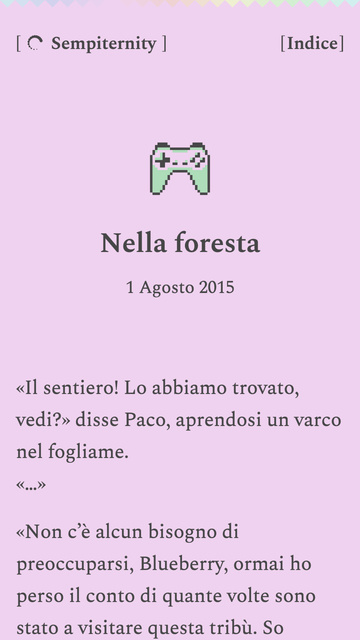 [ Sempiternity ]
[Indice]
Nella foresta
1 Agosto 2015
«Il sentiero! Lo abbiamo trovato,
vedi?» disse Paco, aprendosi un varco
nel fogliame.
«…»
«Non c’è alcun bisogno di
preoccuparsi, Blueberry, ormai ho
perso il conto di quante volte sono
stato a visitare questa tribù. So